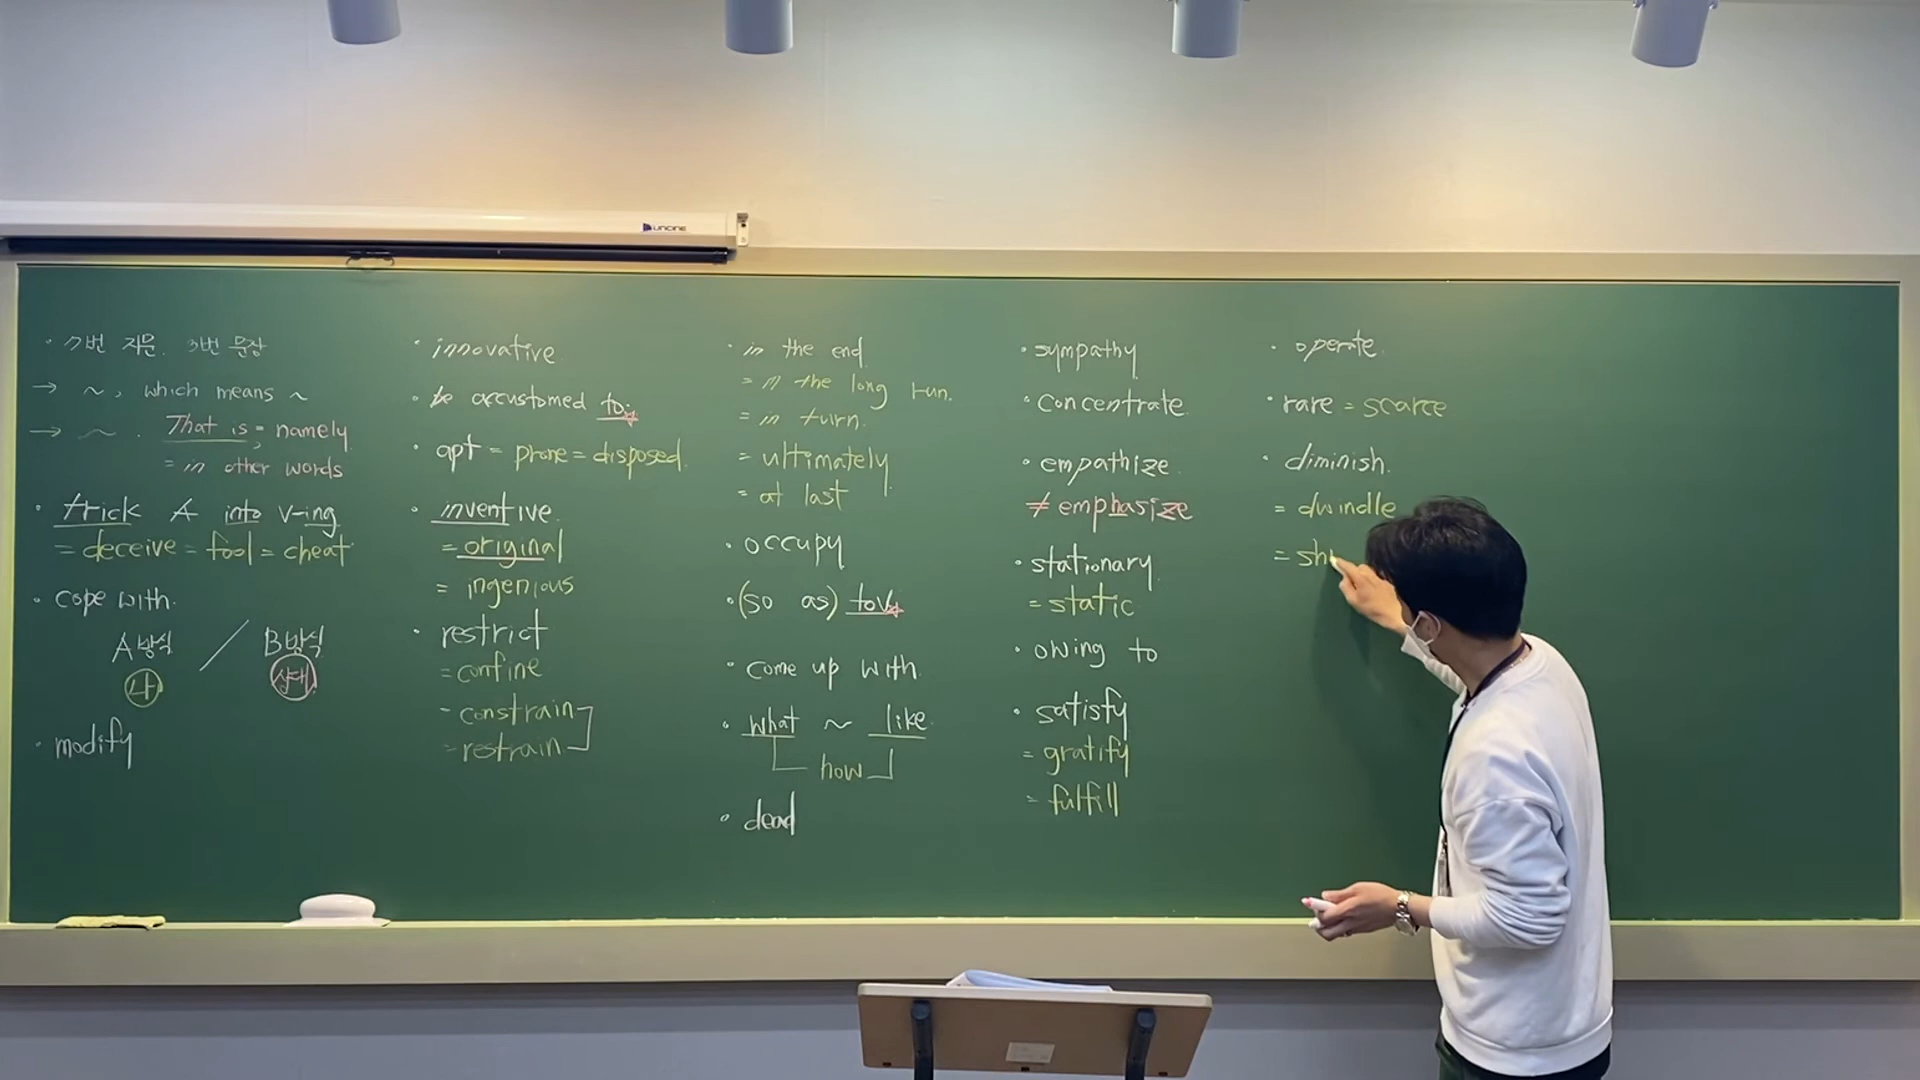 UNCINE
· 7번 지문. 3번 문장
→ ~, which means ~
→ ~. That is, = namely
= in other words
· trick A into v-ing
= deceive = fool = cheat
· cope with.
A방식 / B방식
나 상대
· modify
· innovative
· be accustomed to
· apt = prone = disposed.
· inventive.
= original
= ingenious
· restrict
= confine
= constrain
= restrain
· in the end
= in the long run.
= in turn.
= ultimately
= at last
· occupy
· (so as) to V
· come up with.
· what ~ like.
how
· dead
· sympathy
· concentrate
· empathize.
≠ emphasize
· stationary
= static
· owing to
· satisfy
= gratify
= fulfill
· operate.
· rare = scarce
· diminish.
= dwindle
= sh